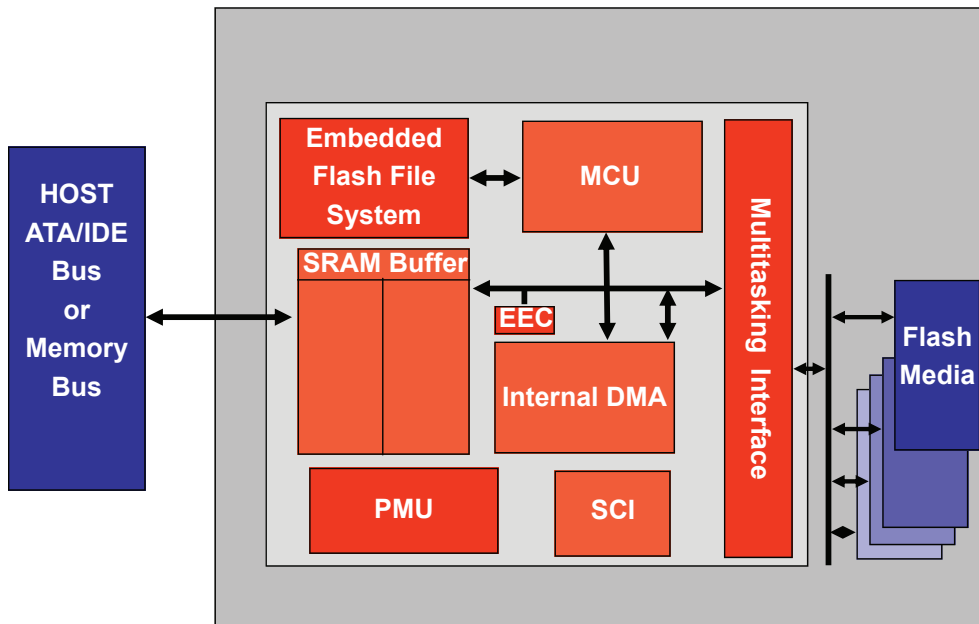 HOST
ATA/IDE
Bus
or
Memory
Bus
Embedded
Flash File
System
MCU
SRAM Buffer
EEC
Internal DMA
PMU
SCI
Multitasking Interface
Flash
Media